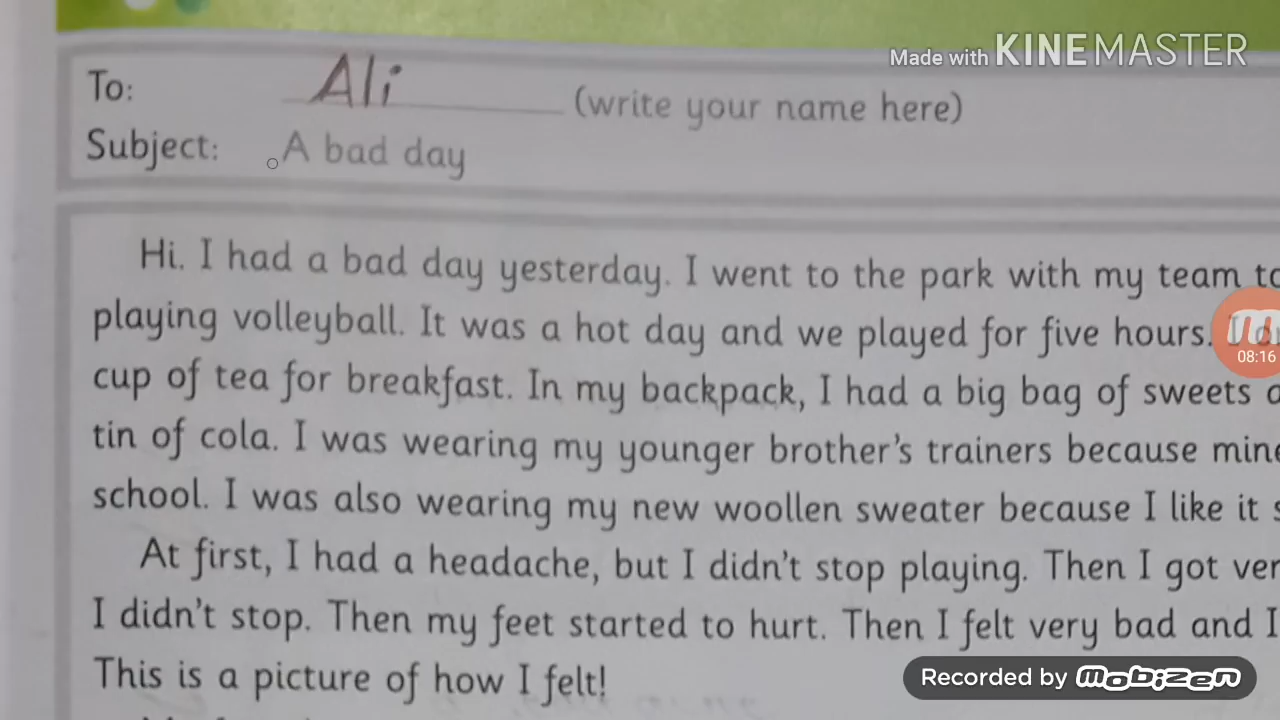 Made with KINEMASTER
To: Ali (write your name here)
Subject: A bad day
Hi. I had a bad day yesterday. I went to the park with my team
playing volleyball. It was a hot day and we played for five hours. I
08:16
cup of tea for breakfast. In my backpack, I had a big bag of sweets
tin of cola. I was wearing my younger brother's trainers because
school. I was also wearing my new woollen sweater because I like it
At first, I had a headache, but I didn't stop playing. Then I got
I didn't stop. Then my feet started to hurt. Then I felt very bad and I
This is a picture of how I felt!
Recorded by mobizen